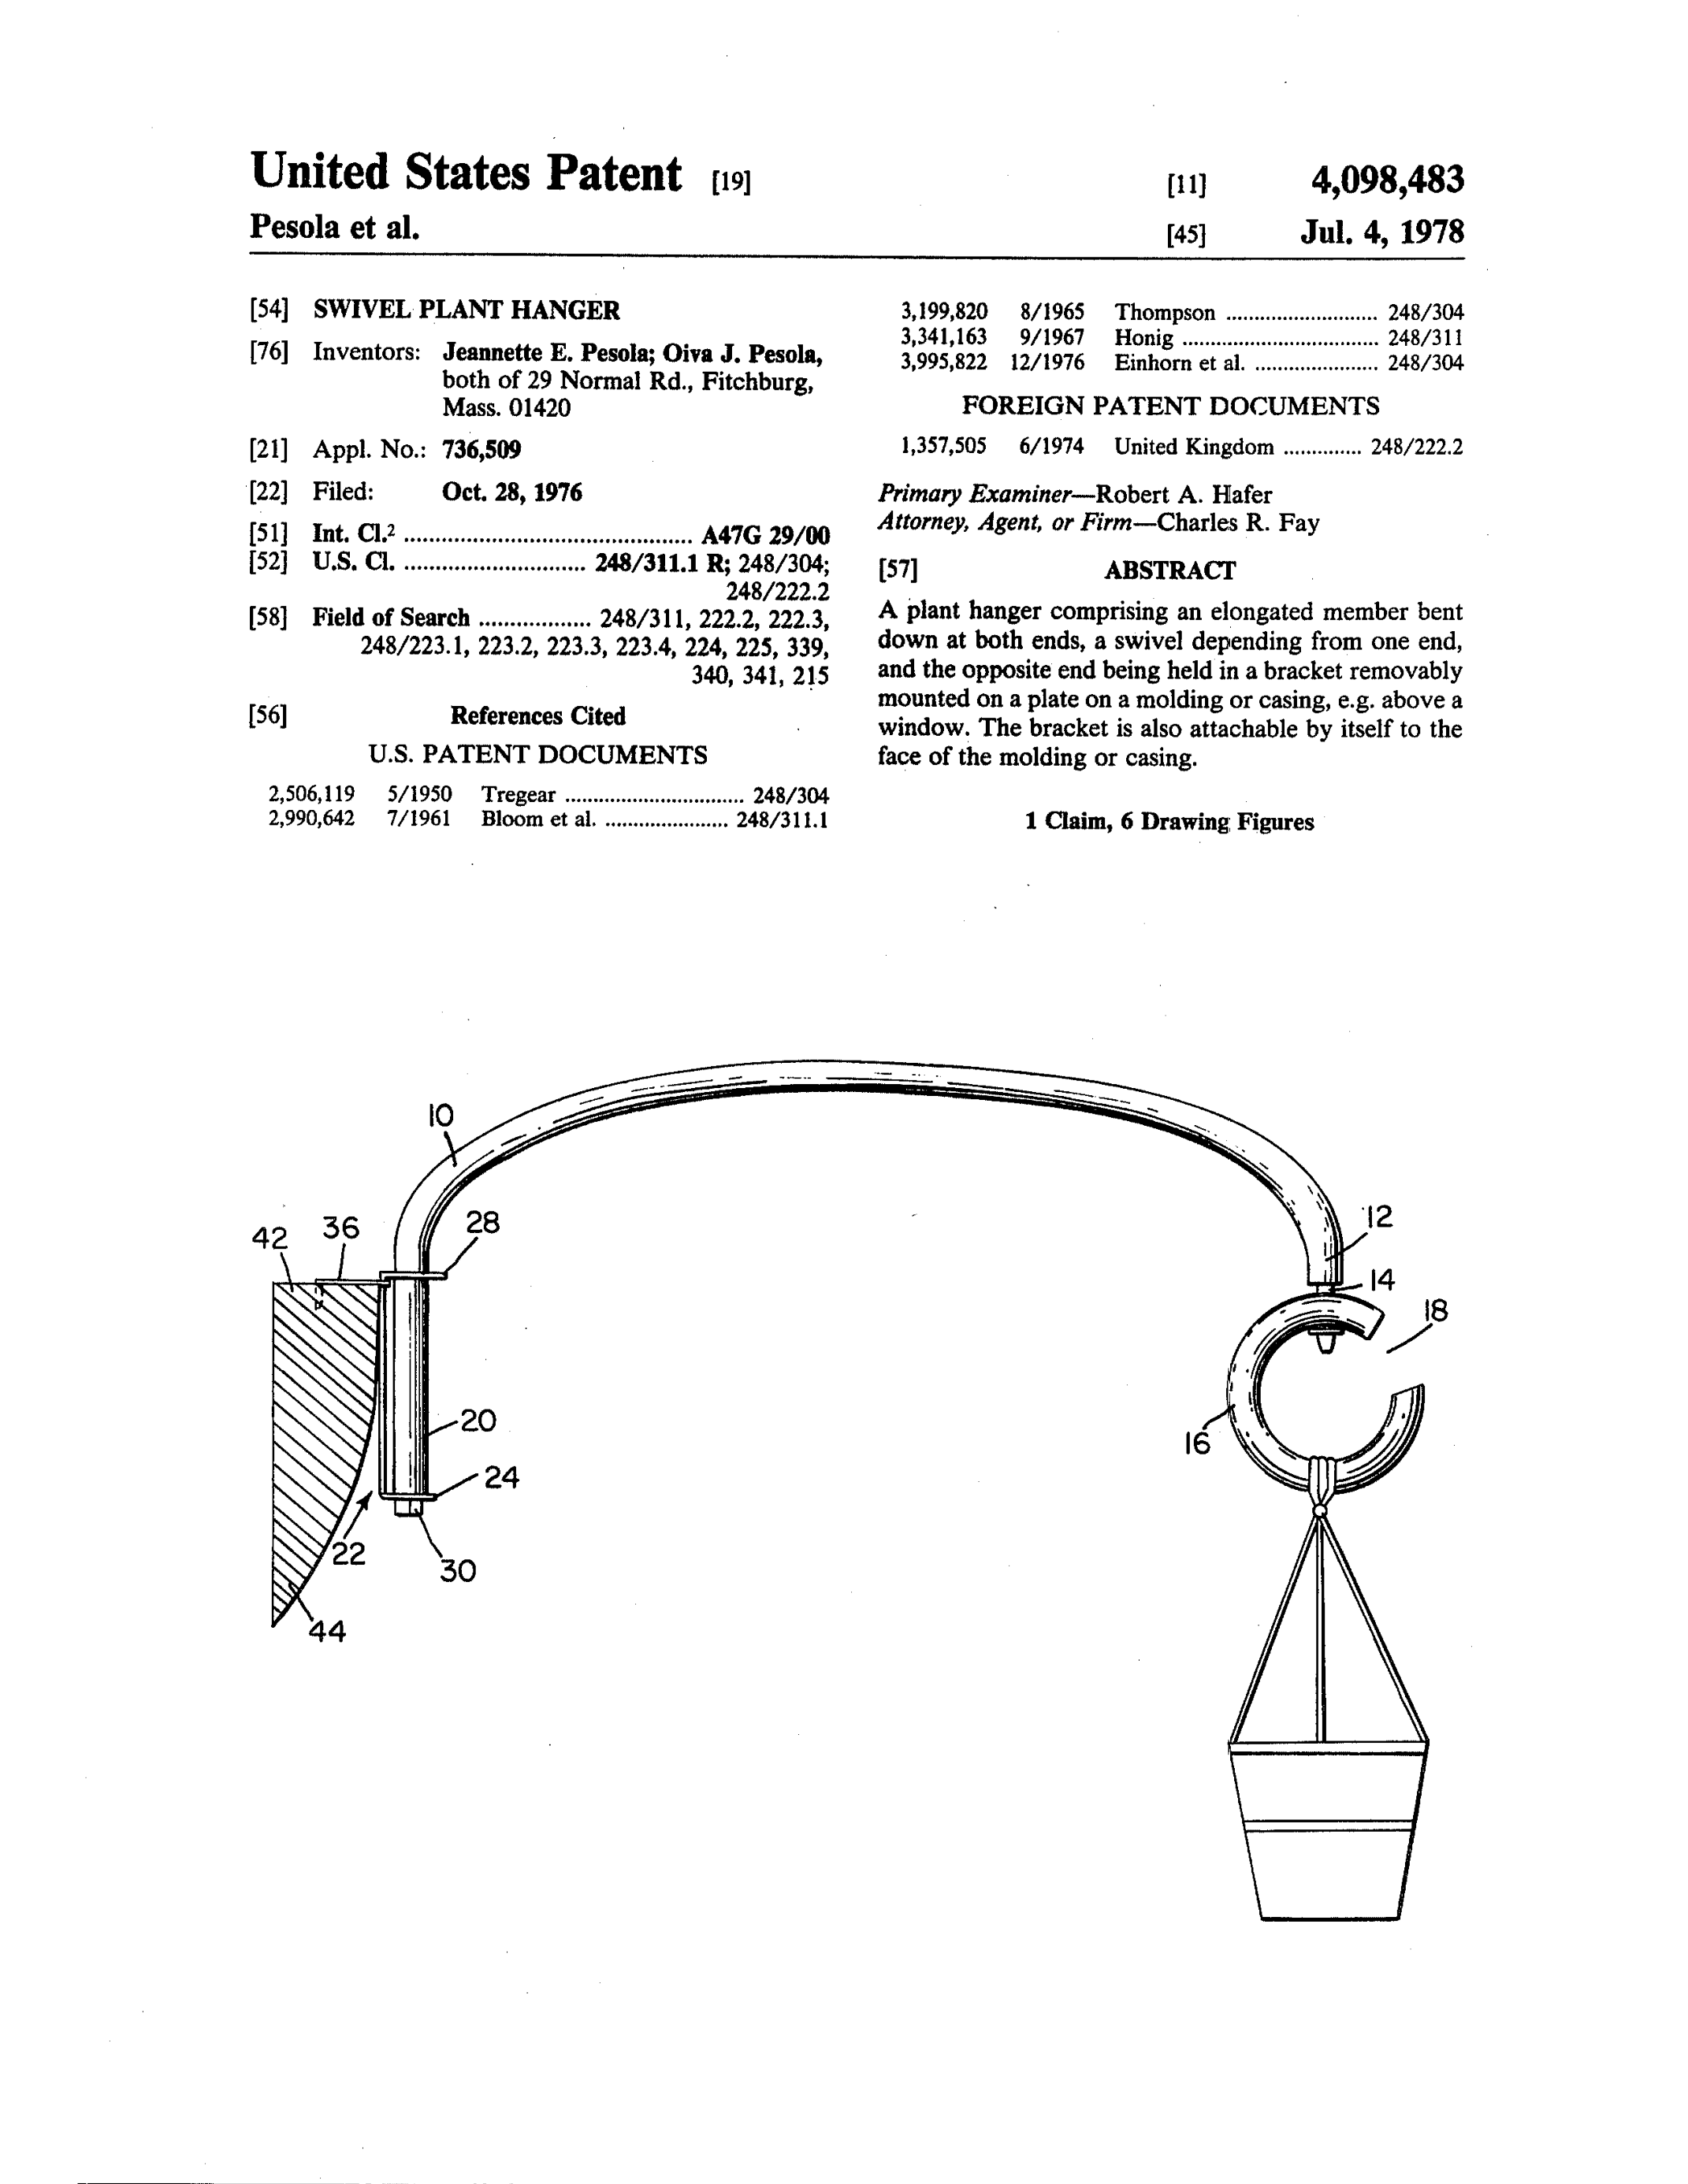 United States Patent [19]
Pesola et al.
[11] 4,098,483
[45] Jul. 4, 1978
[54] SWIVEL PLANT HANGER
[76] Inventors: Jeannette E. Pesola; Oiva J. Pesola,
both of 29 Normal Rd., Fitchburg,
Mass. 01420
[21] Appl. No.: 736,509
[22] Filed: Oct. 28, 1976
[51] Int. Cl.² .............................................. A47G 29/00
[52] U.S. Cl. ............................. 248/311.1 R; 248/304;
248/222.2
[58] Field of Search .................. 248/311, 222.2, 222.3,
248/223.1, 223.2, 223.3, 223.4, 224, 225, 339,
340, 341, 215
[56] References Cited
U.S. PATENT DOCUMENTS
2,506,119 5/1950 Tregear ................................ 248/304
2,990,642 7/1961 Bloom et al. ...................... 248/311.1
3,199,820 8/1965 Thompson ........................... 248/304
3,341,163 9/1967 Honig ................................... 248/311
3,995,822 12/1976 Einhorn et al. ...................... 248/304
FOREIGN PATENT DOCUMENTS
1,357,505 6/1974 United Kingdom .............. 248/222.2
Primary Examiner—Robert A. Hafer
Attorney, Agent, or Firm—Charles R. Fay
[57] ABSTRACT
A plant hanger comprising an elongated member bent
down at both ends, a swivel depending from one end,
and the opposite end being held in a bracket removably
mounted on a plate on a molding or casing, e.g. above a
window. The bracket is also attachable by itself to the
face of the molding or casing.
1 Claim, 6 Drawing Figures
10
28
36
42
12
14
18
20
16
24
22
30
44